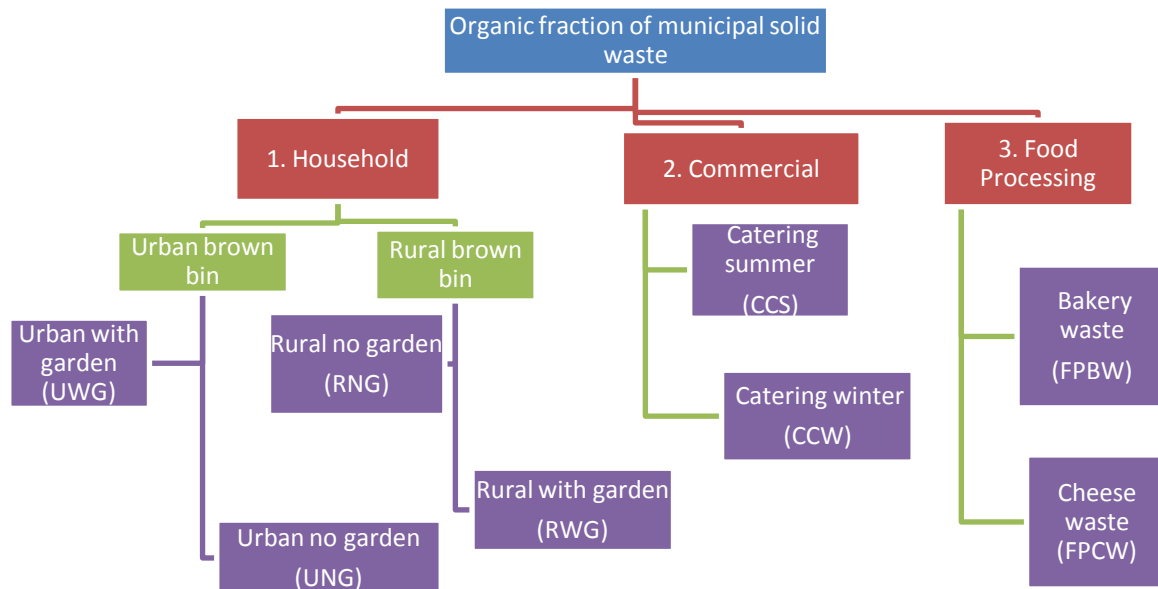 Organic fraction of municipal solid
waste
1. Household
2. Commercial
3. Food
Processing
Urban brown
bin
Rural brown
bin
Urban with
garden
(UWG)
Rural no garden
(RNG)
Urban no garden
(UNG)
Rural with garden
(RWG)
Catering
summer
(CCS)
Catering winter
(CCW)
Bakery
waste
(FPBW)
Cheese
waste
(FPCW)